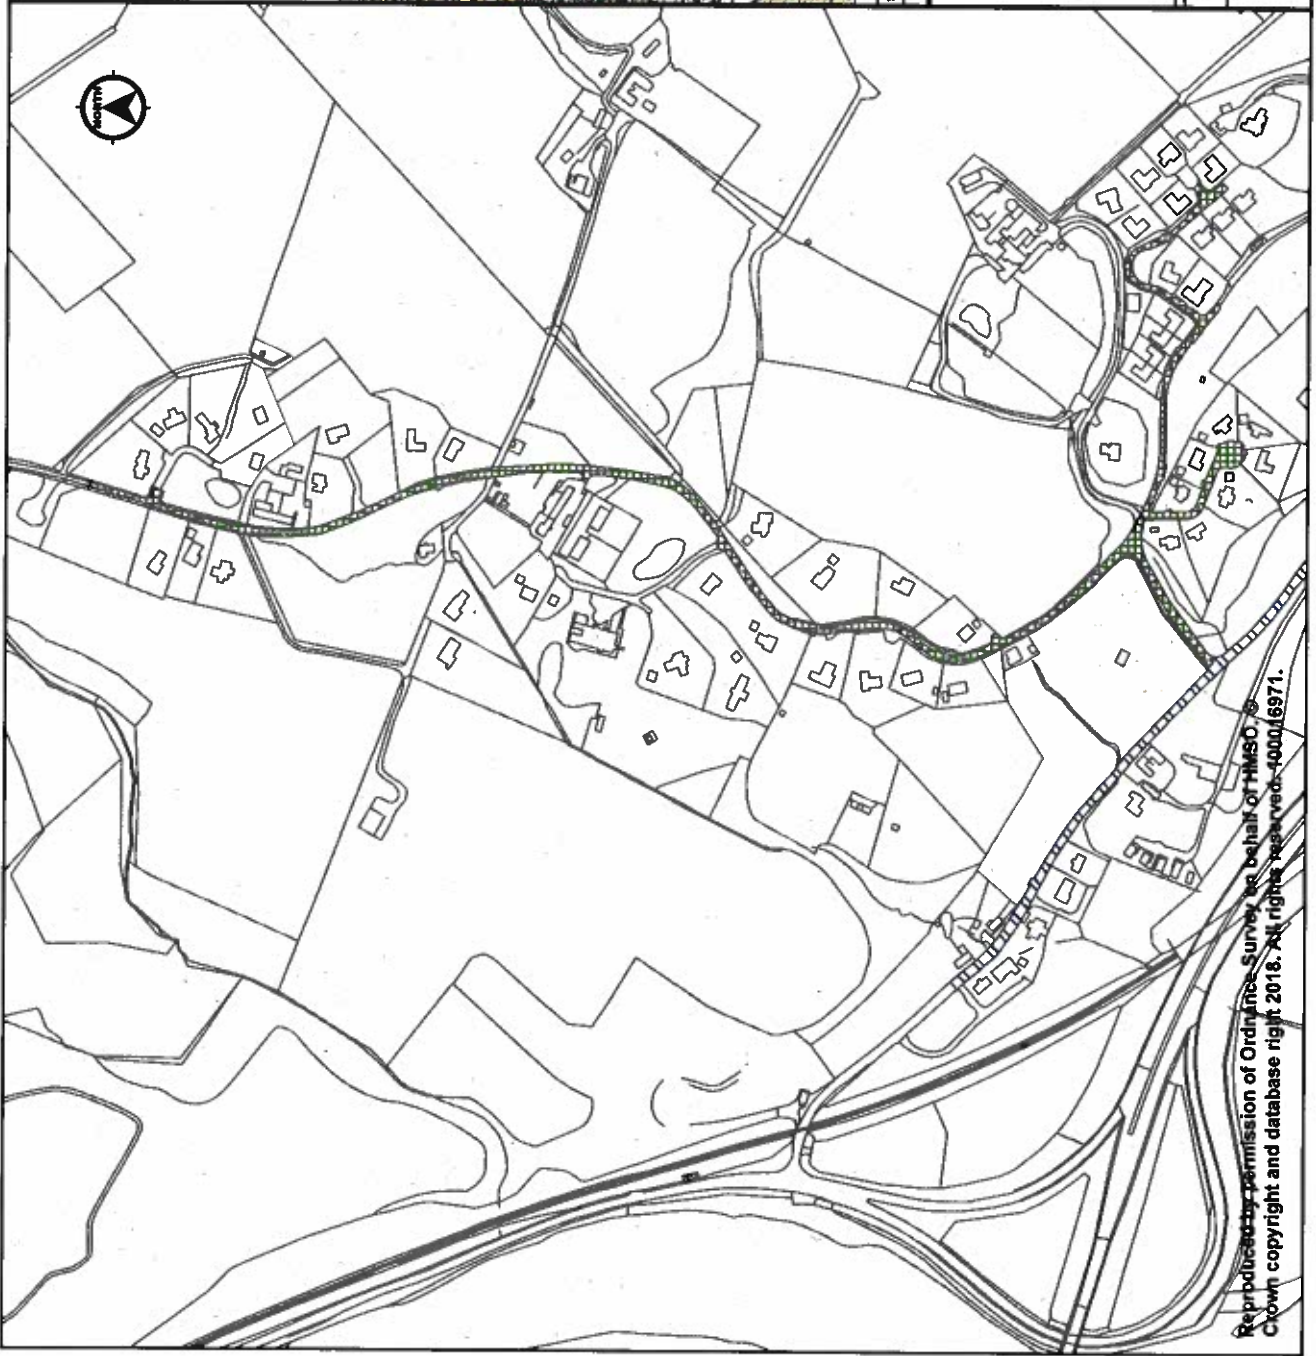 NORTH
Reproduced by permission of Ordnance Survey on behalf of HMSO. ©
Crown copyright and database right 2018. All rights reserved. 100016971.